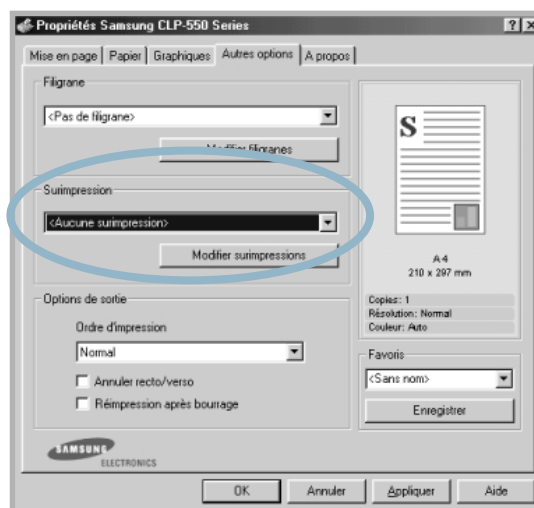 Propriétés Samsung CLP-550 Series
Mise en page Papier Graphiques Autres options A propos
Filigrane
<Pas de filigrane>
Modifier filigranes
Surimpression
<Aucune surimpression>
Modifier surimpressions
Options de sortie
Ordre d'impression
Normal
Annuler recto/verso
Réimpression après bourrage
SAMSUNG
ELECTRONICS
S
A4
210 x 297 mm
Copies: 1
Résolution: Normal
Couleur: Auto
Favoris
<Sans nom>
Enregistrer
OK Annuler Appliquer Aide